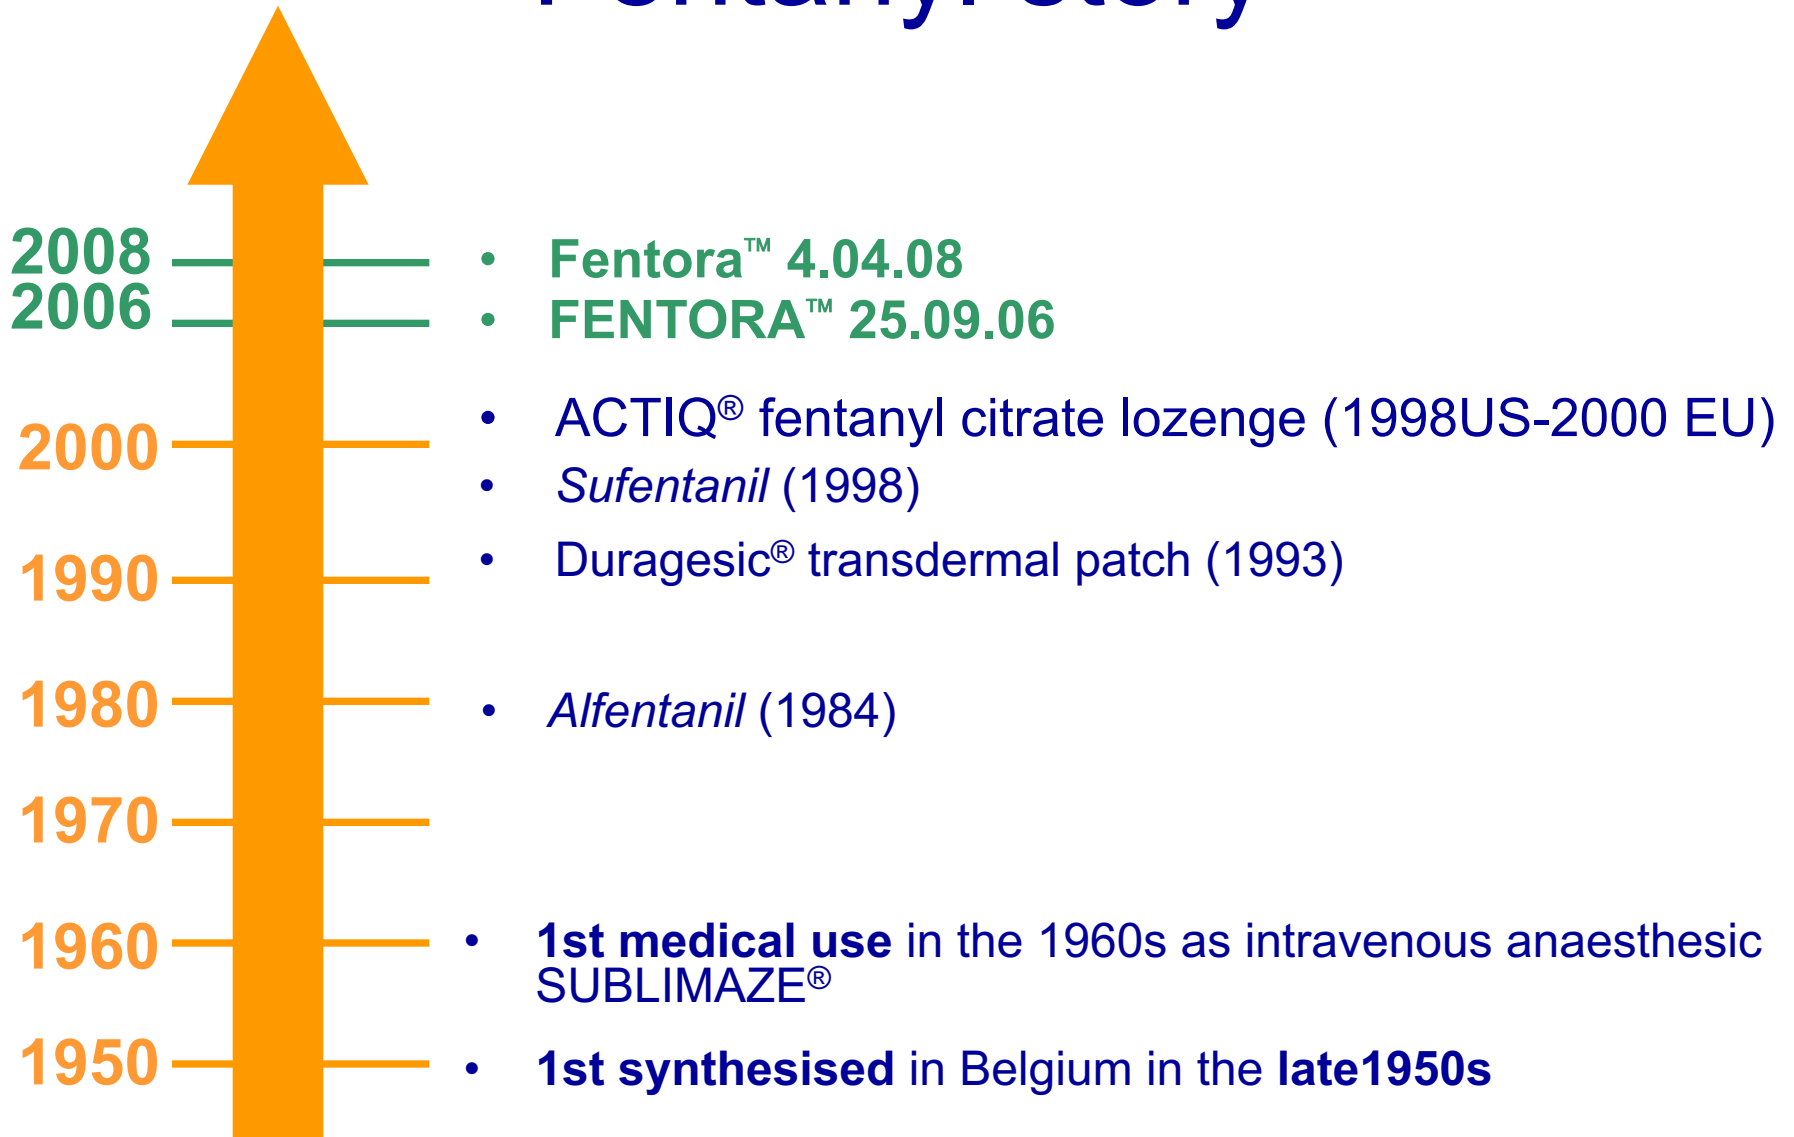 Fentanyl story
2008
• Fentora™ 4.04.08
2006
• FENTORA™ 25.09.06
• ACTIQ® fentanyl citrate lozenge (1998US-2000 EU)
2000
• Sufentanil (1998)
• Duragesic® transdermal patch (1993)
1990
1980
• Alfentanil (1984)
1970
1960
• 1st medical use in the 1960s as intravenous anaesthesic
SUBLIMAZE®
1950
• 1st synthesised in Belgium in the late1950s